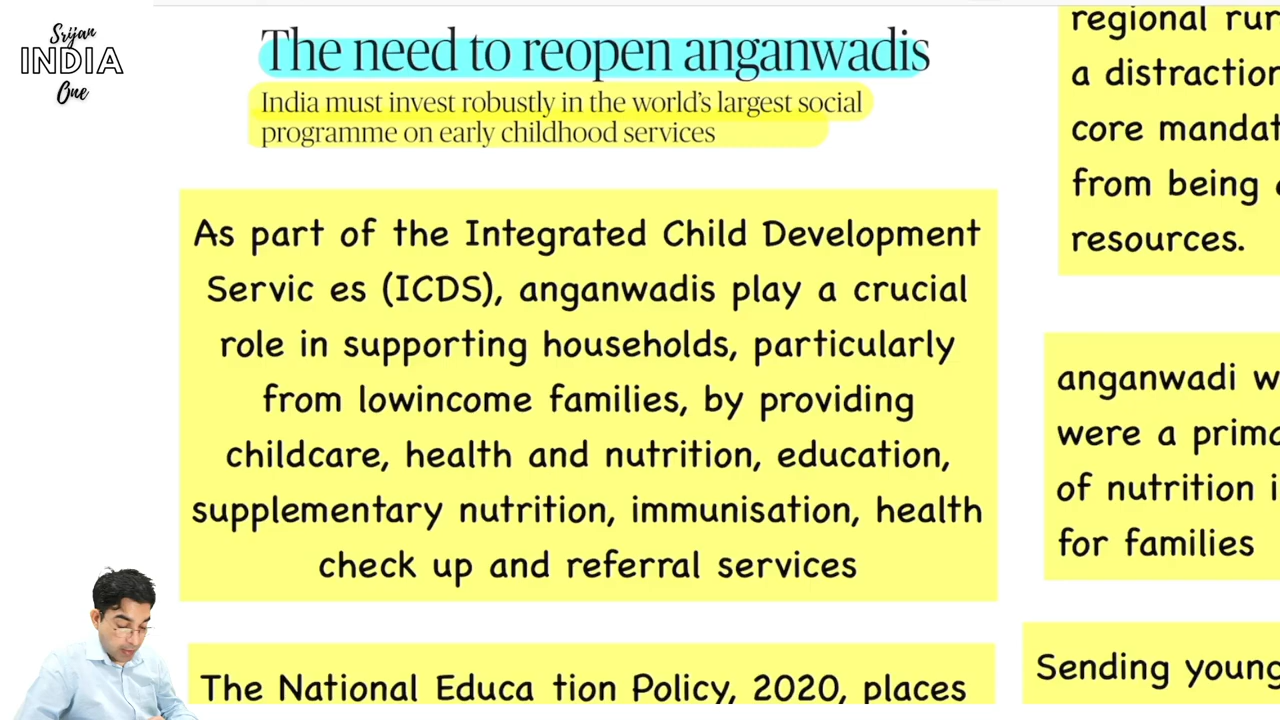 Srijan
INDIA
One
The need to reopen anganwadis
India must invest robustly in the world's largest social
programme on early childhood services
As part of the Integrated Child Development
Servic es (ICDS), anganwadis play a crucial
role in supporting households, particularly
from lowincome families, by providing
childcare, health and nutrition, education,
supplementary nutrition, immunisation, health
check up and referral services
The National Educa tion Policy, 2020, places
regional
a
core
from being
resources.
anganwadi
were a
of nutrition
for families
Sending young